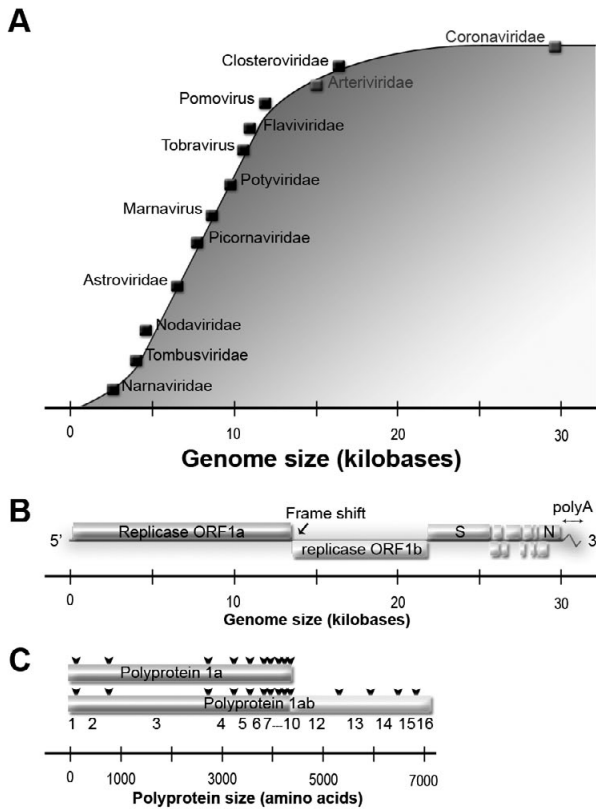 A
Coronaviridae
Closteroviridae
Arteriviridae
Pomovirus
Flaviviridae
Tobravirus
Potyviridae
Marnavirus
Picornaviridae
Astroviridae
Nodaviridae
Tombusviridae
Narnaviridae
0 10 20 30
Genome size (kilobases)
B
polyA
Frame shift
5' Replicase ORF1a S N 3'
replicase ORF1b
0 10 20 30
Genome size (kilobases)
C
Polyprotein 1a
Polyprotein 1ab
1 2 3 4 5 6 7---10 12 13 14 15 16
0 1000 3000 5000 7000
Polyprotein size (amino acids)